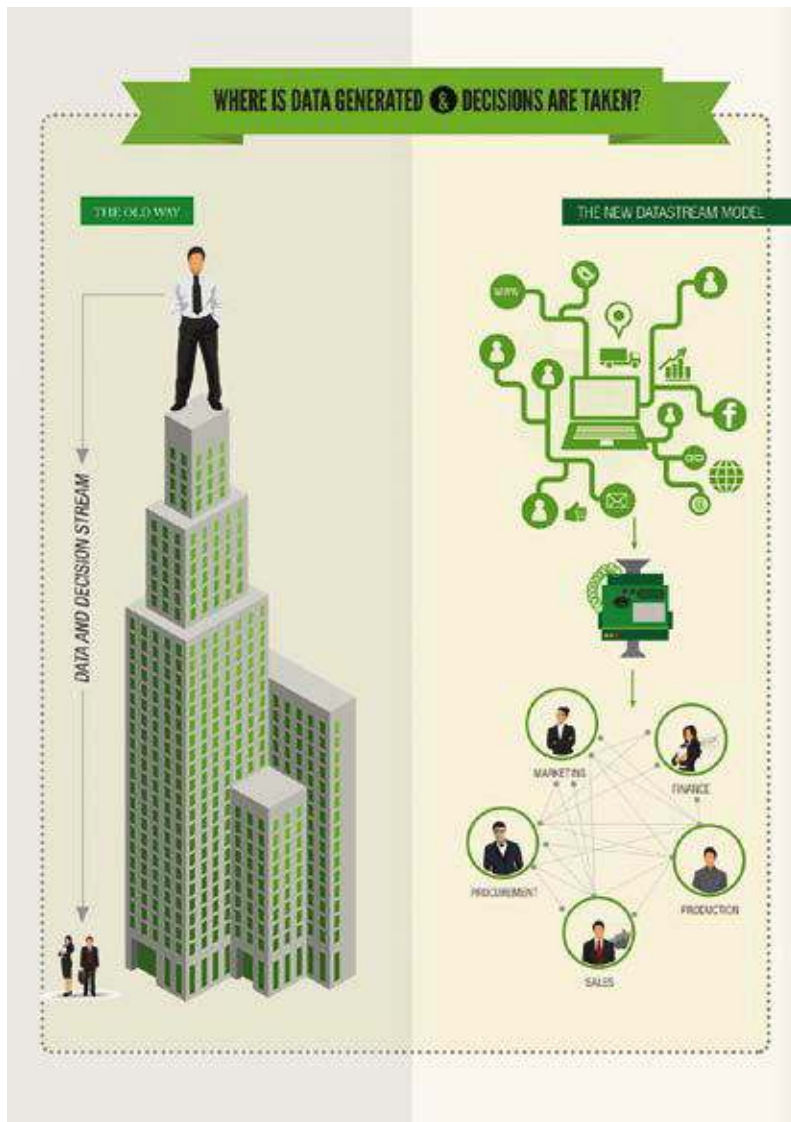 WHERE IS DATA GENERATED & DECISIONS ARE TAKEN?
THE OLD WAY
DATA AND DECISION STREAM
THE NEW DATASTREAM MODEL
WWW
f
@
MARKETING
FINANCE
PROCUREMENT
PRODUCTION
SALES